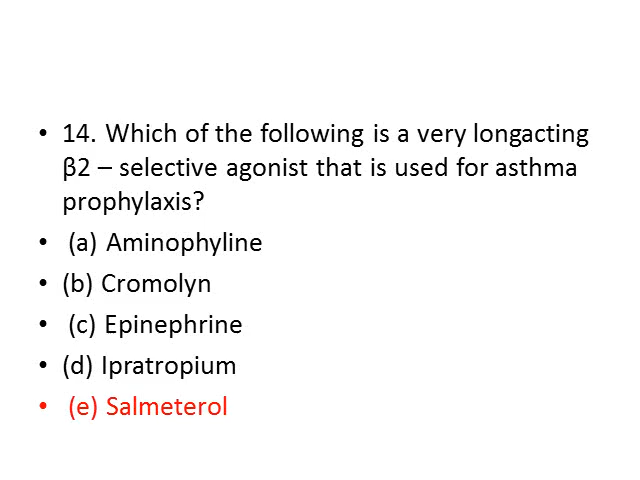 • 14. Which of the following is a very longacting
β2 – selective agonist that is used for asthma
prophylaxis?
• (a) Aminophyline
• (b) Cromolyn
• (c) Epinephrine
• (d) Ipratropium
• (e) Salmeterol